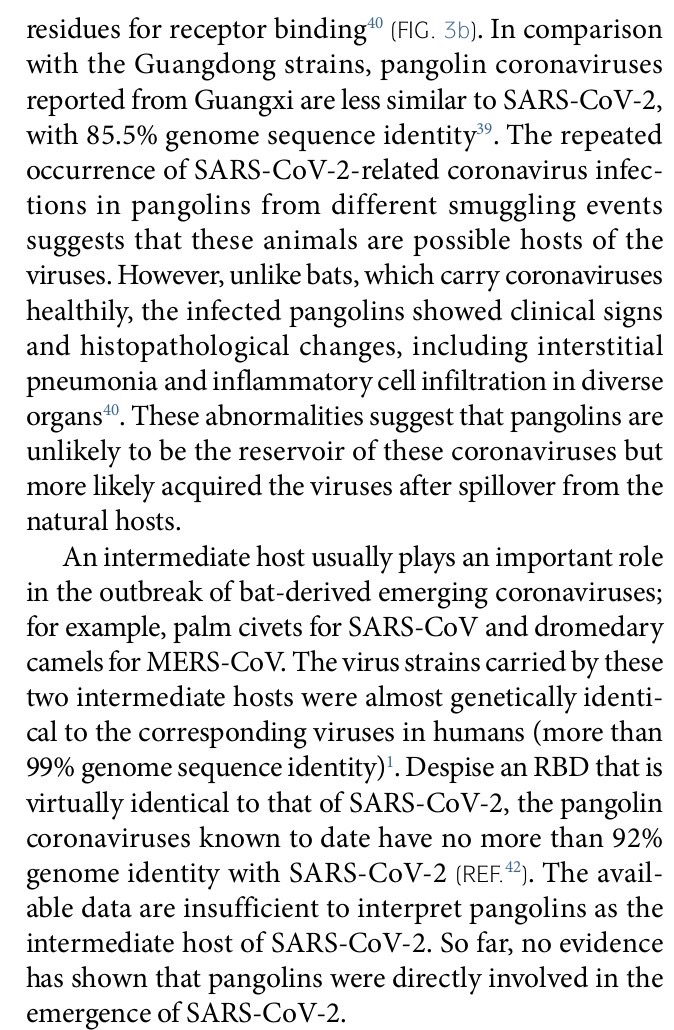 residues for receptor binding40 (FIG. 3b). In comparison
with the Guangdong strains, pangolin coronaviruses
reported from Guangxi are less similar to SARS-CoV-2,
with 85.5% genome sequence identity39. The repeated
occurrence of SARS-CoV-2-related coronavirus infec-
tions in pangolins from different smuggling events
suggests that these animals are possible hosts of the
viruses. However, unlike bats, which carry coronaviruses
healthily, the infected pangolins showed clinical signs
and histopathological changes, including interstitial
pneumonia and inflammatory cell infiltration in diverse
organs40. These abnormalities suggest that pangolins are
unlikely to be the reservoir of these coronaviruses but
more likely acquired the viruses after spillover from the
natural hosts.
An intermediate host usually plays an important role
in the outbreak of bat-derived emerging coronaviruses;
for example, palm civets for SARS-CoV and dromedary
camels for MERS-CoV. The virus strains carried by these
two intermediate hosts were almost genetically identi-
cal to the corresponding viruses in humans (more than
99% genome sequence identity)1. Despise an RBD that is
virtually identical to that of SARS-CoV-2, the pangolin
coronaviruses known to date have no more than 92%
genome identity with SARS-CoV-2 (REF.42). The avail-
able data are insufficient to interpret pangolins as the
intermediate host of SARS-CoV-2. So far, no evidence
has shown that pangolins were directly involved in the
emergence of SARS-CoV-2.